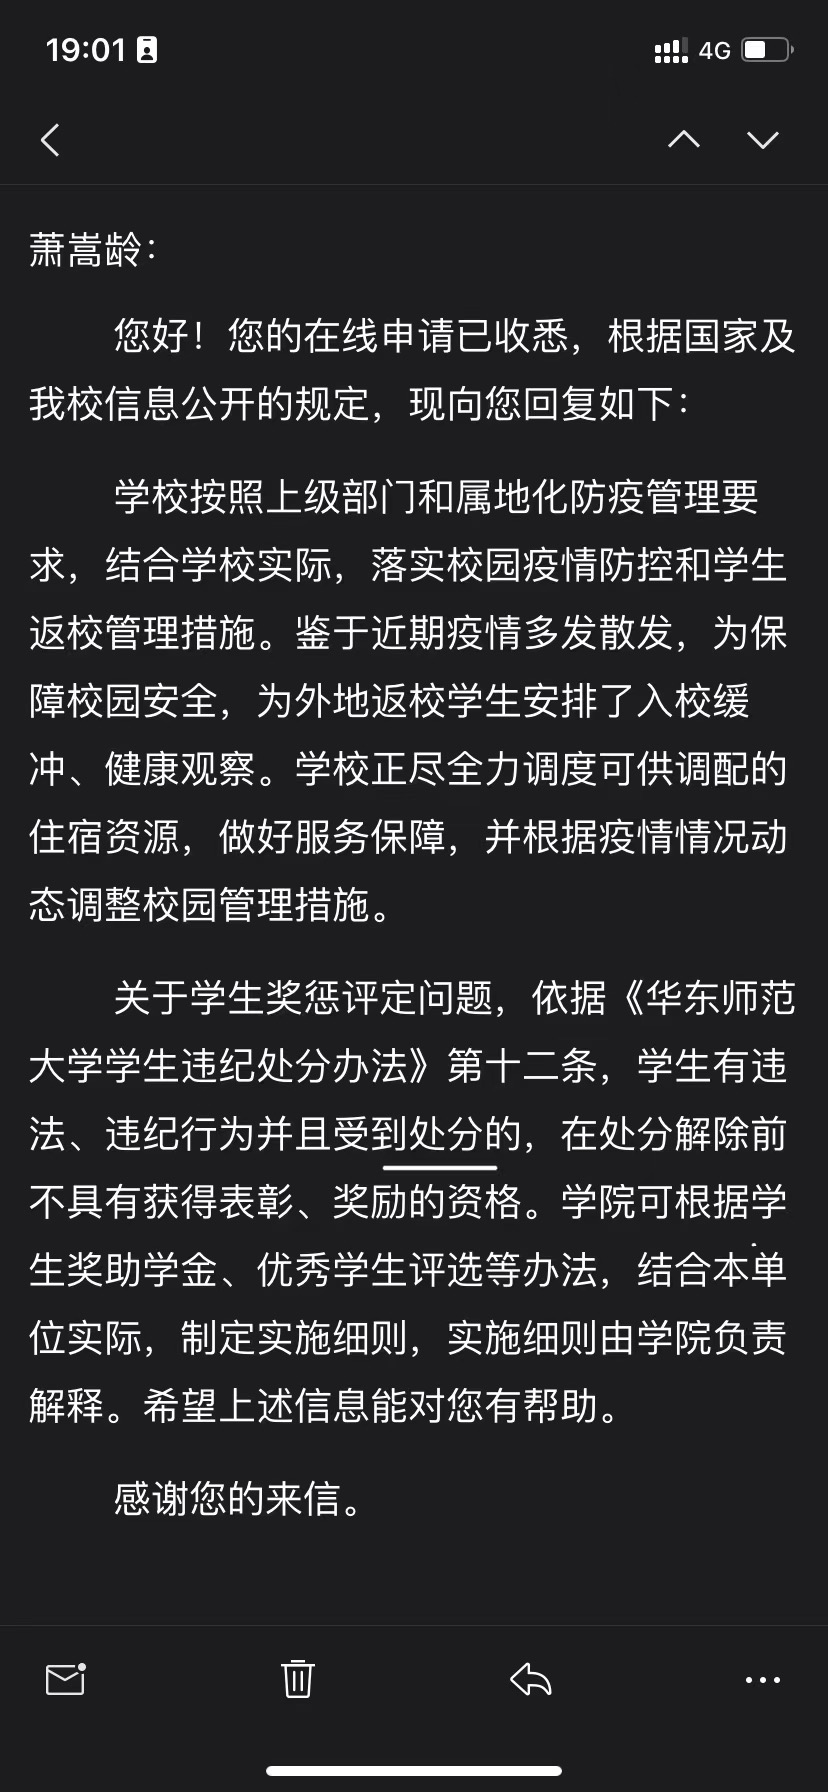 19:01
4G
萧嵩龄：
您好！您的在线申请已收悉，根据国家及
我校信息公开的规定，现向您回复如下：
学校按照上级部门和属地化防疫管理要
求，结合学校实际，落实校园疫情防控和学生
返校管理措施。鉴于近期疫情多发散发，为保
障校园安全，为外地返校学生安排了入校缓
冲、健康观察。学校正尽全力调度可供调配的
住宿资源，做好服务保障，并根据疫情情况动
态调整校园管理措施。
关于学生奖惩评定问题，依据《华东师范
大学学生违纪处分办法》第十二条，学生有违
法、违纪行为并且受到处分的，在处分解除前
不具有获得表彰、奖励的资格。学院可根据学
生奖助学金、优秀学生评选等办法，结合本单
位实际，制定实施细则，实施细则由学院负责
解释。希望上述信息能对您有帮助。
感谢您的来信。